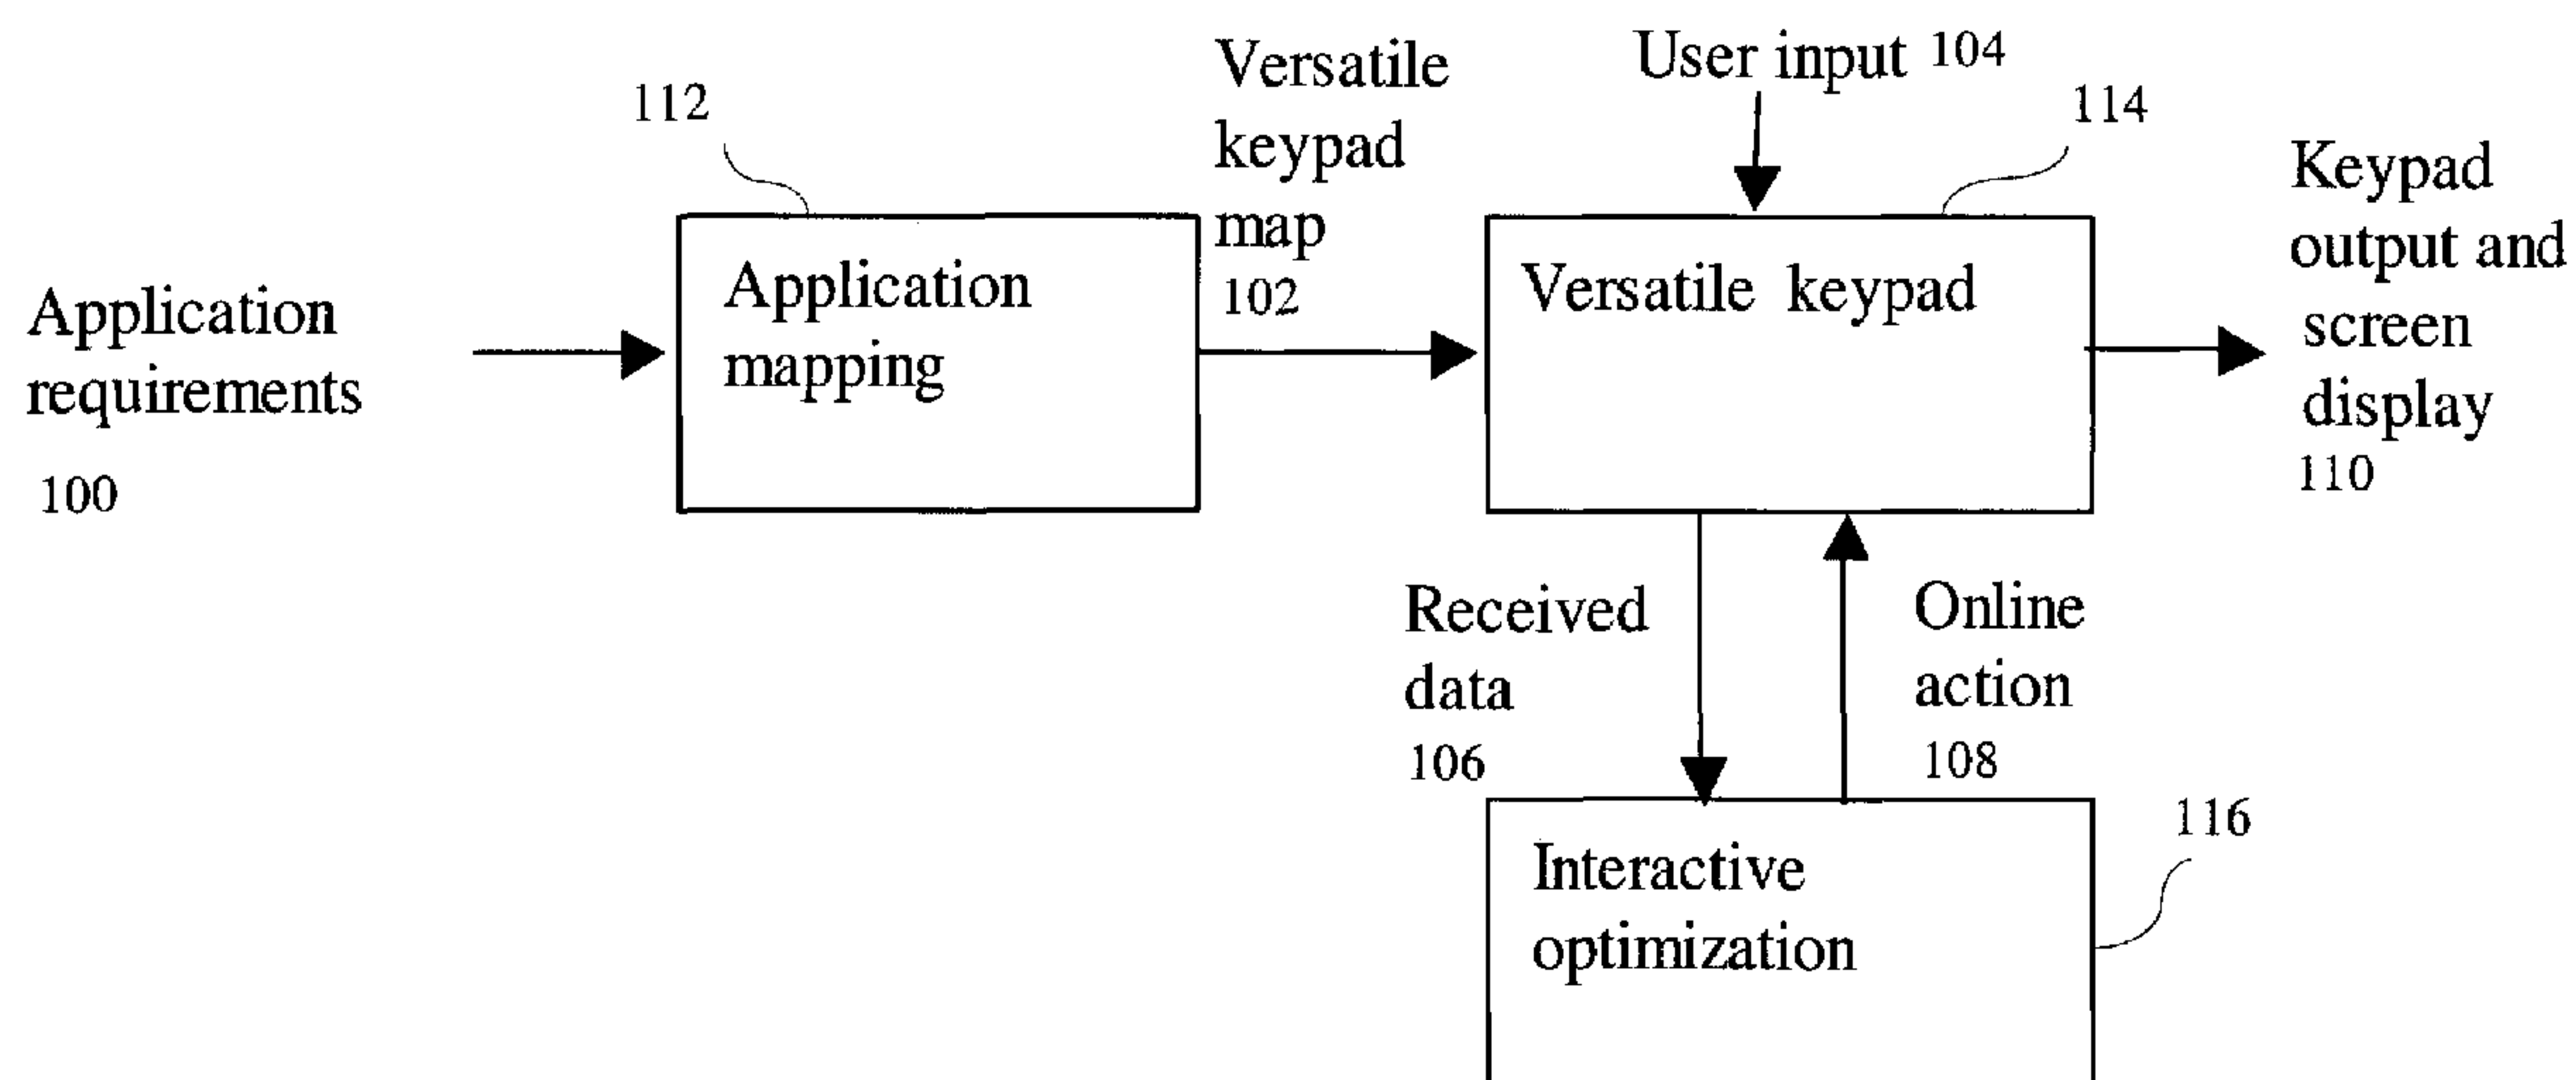 Application
requirements
100
112
Application
mapping
Versatile
keypad
map
102
User input 104
114
Versatile keypad
Keypad
output and
screen
display
110
Received
data
106
Online
action
108
Interactive
optimization
116